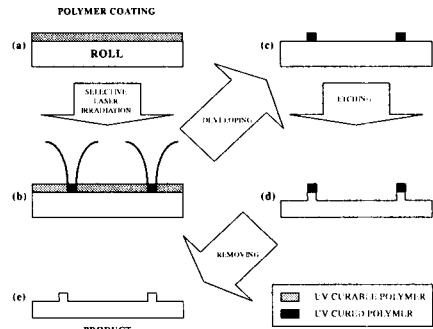 POLYMER COATING
(a)
ROLL
SELECTIVE
LASER
IRRADIATION
(b)
DEVELOPING
(c)
ETCHING
(d)
REMOVING
(e)
PRODUCT
UV CURABLE POLYMER
UV CURED POLYMER